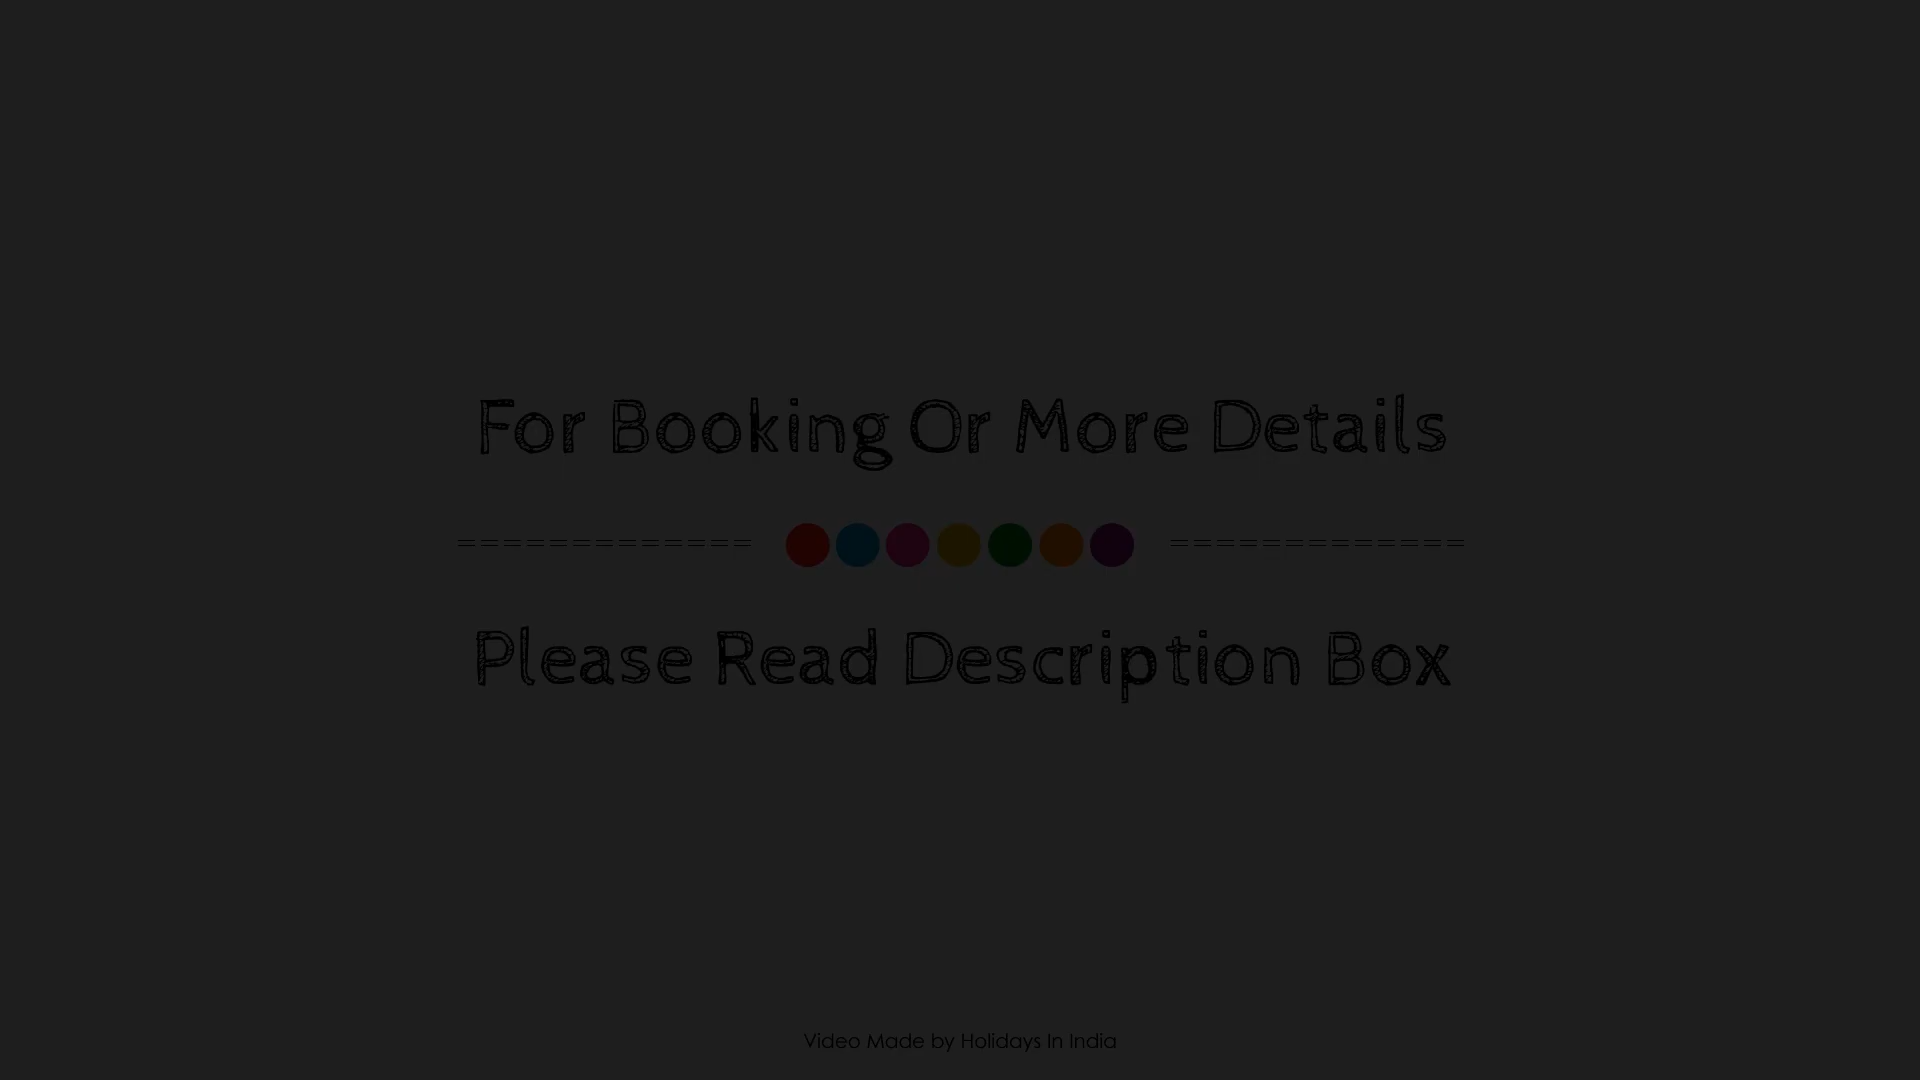 For Booking Or More Details
============= =============
Please Read Description Box
Video Made by Holidays In India